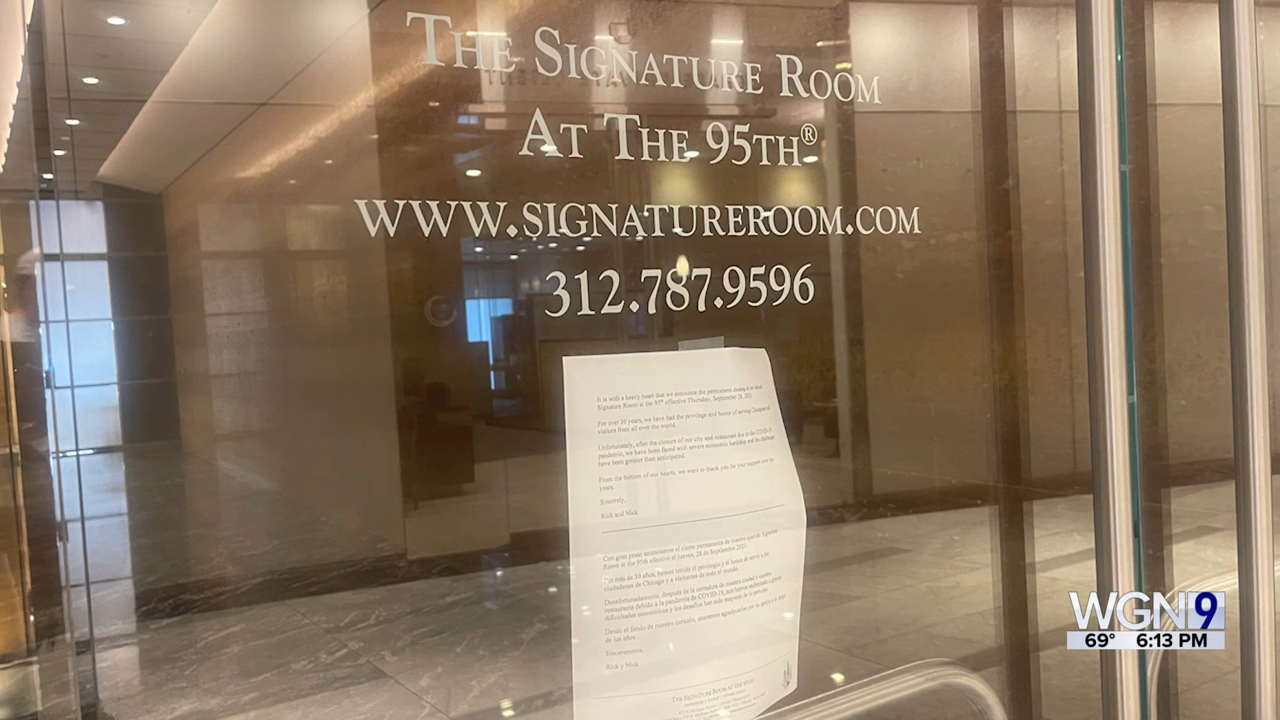 The Signature Room
At The 95th®
www.signatureroom.com
312.787.9596
It is with a heavy heart that we announce the permanent closing of
Signature Room at the 95th effective Thursday, September 28,
For over 30 years, we have had the privilege and honor of serving
visitors from all over the world.
Unfortunately, after the closure of our city and restaurant due to the COVID-19
pandemic, we have been faced with severe economic hardship and the challenges
have been greater than anticipated.
From the bottom of our hearts, we want to thank you for your support over the
years.
Sincerely,
Rick and Nick
Con gran pesar anunciamos el cierre permanente de nuestro querido Signature
Room at the 95th effectiva el jueves, 28 de Septiembre 2023.
Por más de 30 años, hemos tenido el privilegio y el honor de servir a los
ciudadanos de Chicago y a visitantes de todo el mundo.
Desafortunadamente, después de la cerradura de nuestra ciudad y nuestro
restaurante debido a la pandemia de COVID-19, nos hemos enfrentado a graves
dificultades económicas y los desafíos han sido mayores de lo previsto.
Desde el fondo de nuestro corazón, queremos agradecerles por su apoyo a lo largo
de los años.
Sinceramente,
Rick y Nick
The Signature Room at the 95th
WGN9
69° 6:13 PM